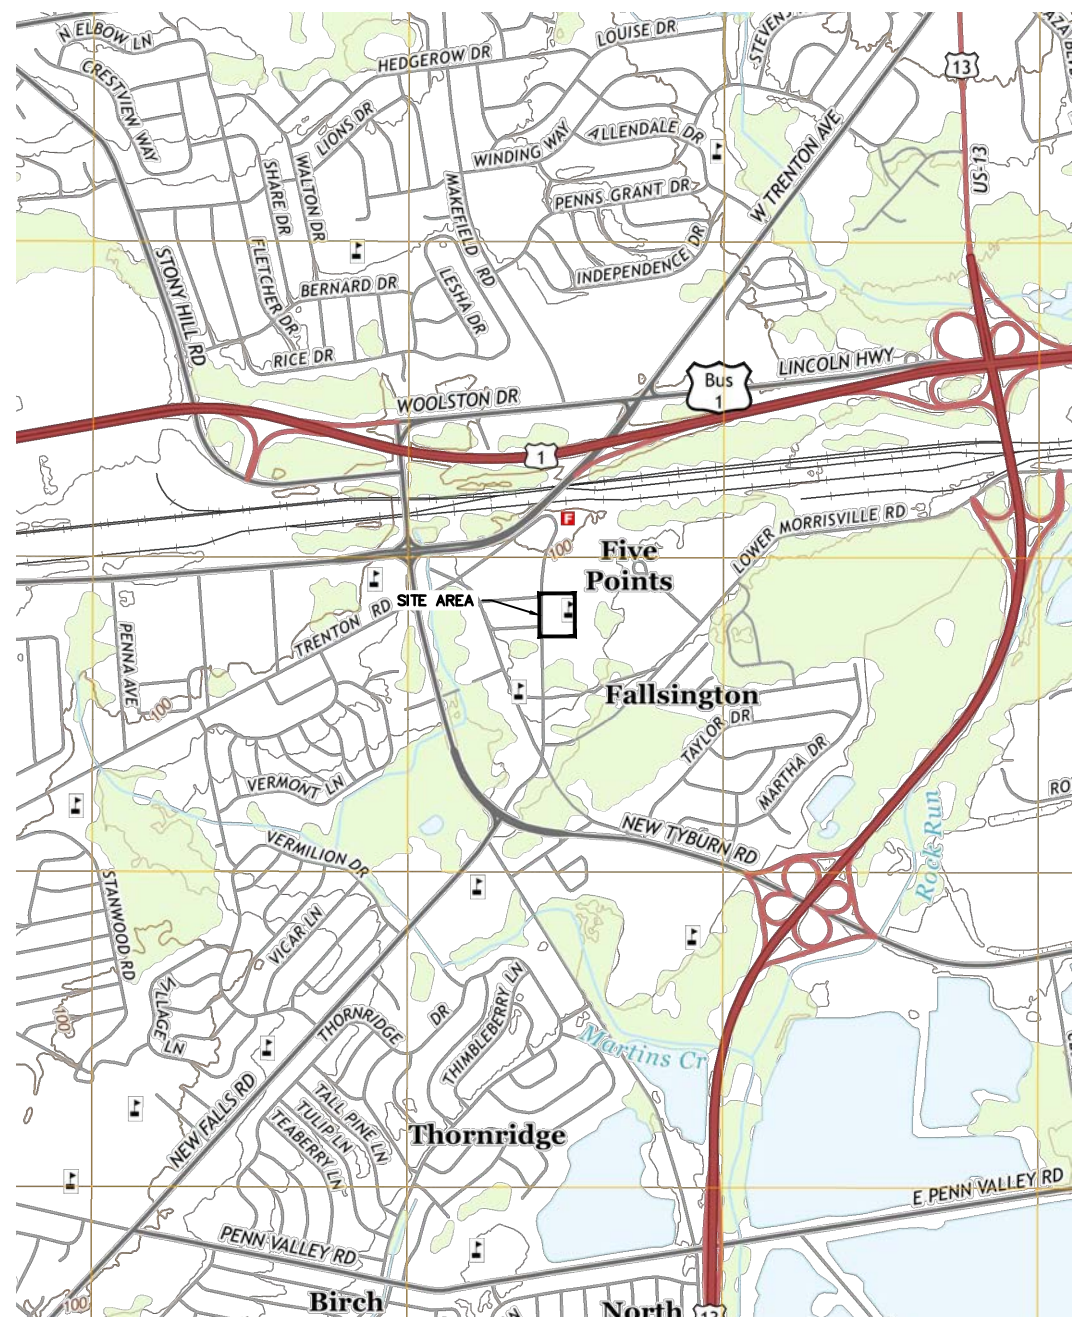 N ELBOW LN
LOUISE DR
HEDGEROW DR
13
CRESTVIEW WAY
LIONS DR
ALLENDALE DR
WINDING WAY
W TRENTON AVE
US-13
SHARE DR
WALTON DR
MAKEFIELD RD
PENNS GRANT DR
FLETCHER DR
STONY HILL RD
INDEPENDENCE DR
BERNARD DR
LESHA DR
RICE DR
LINCOLN HWY
Bus
1
WOOLSTON DR
1
F
LOWER MORRISVILLE RD
100
Five
Points
SITE AREA
TRENTON RD
PENNA AVE
100
Fallsington
TAYLOR DR
MARTHA DR
VERMONT LN
NEW TYBURN RD
Rock Run
VERMILION DR
STANWOOD RD
VICAR LN
VILLAGE LN
100
THORNRIDGE DR
THIMBLEBERRY LN
Martins Cr
NEW FALLS RD
TALL PINE LN
TULIP LN
TEABERRY LN
Thornridge
E PENN VALLEY RD
PENN VALLEY RD
100
Birch
North
13